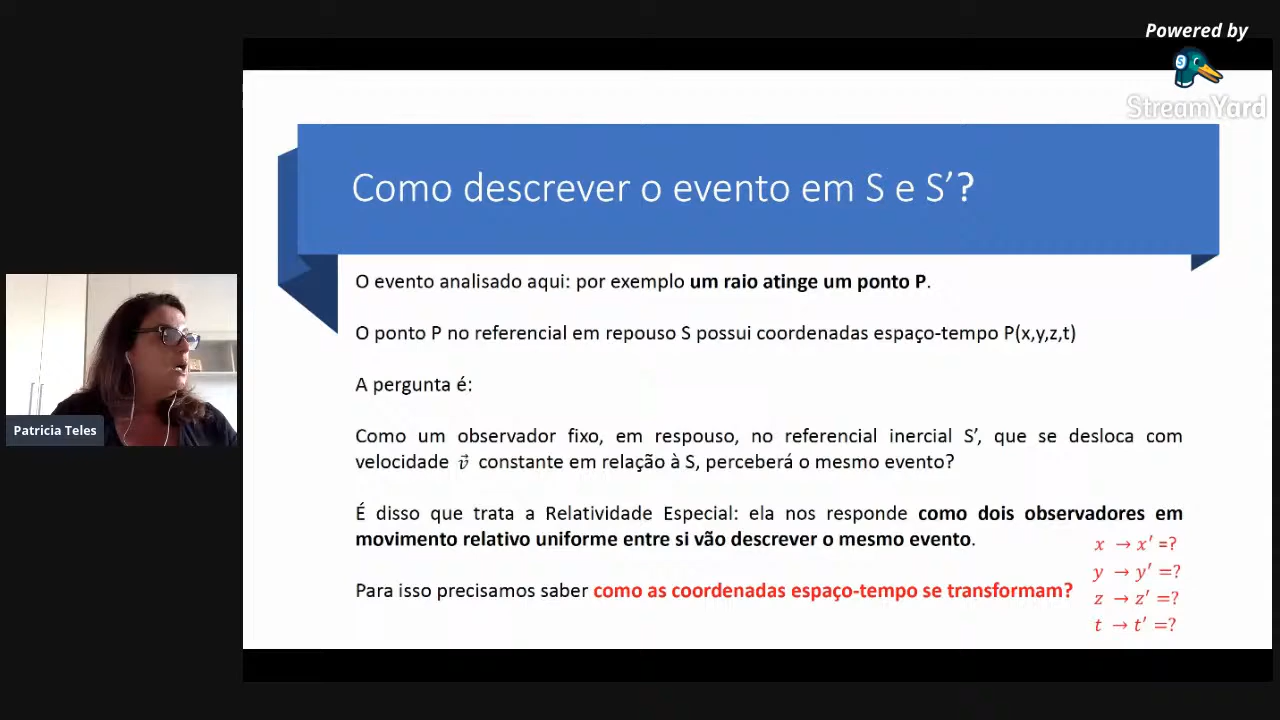 Powered by
StreamYard
Como descrever o evento em S e S’?
O evento analisado aqui: por exemplo um raio atinge um ponto P.
O ponto P no referencial em repouso S possui coordenadas espaço-tempo P(x,y,z,t)
A pergunta é:
Como um observador fixo, em respouso, no referencial inercial S’, que se desloca com
velocidade v⃗ constante em relação à S, perceberá o mesmo evento?
É disso que trata a Relatividade Especial: ela nos responde como dois observadores em
movimento relativo uniforme entre si vão descrever o mesmo evento.
Para isso precisamos saber como as coordenadas espaço-tempo se transformam?
x → x′ =?
y → y′ =?
z → z′ =?
t → t′ =?
Patricia Teles